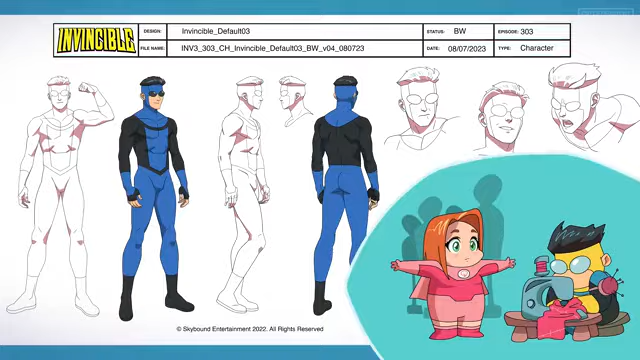 INVINCIBLE
DESIGN: Invincible_Default03 STATUS: BW EPISODE: 303
FILE NAME: INV3_303_CH_Invincible_Default03_BW_v04_080723 DATE: 08/07/2023 TYPE: Character
© Skybound Entertainment 2022. All Rights Reserved